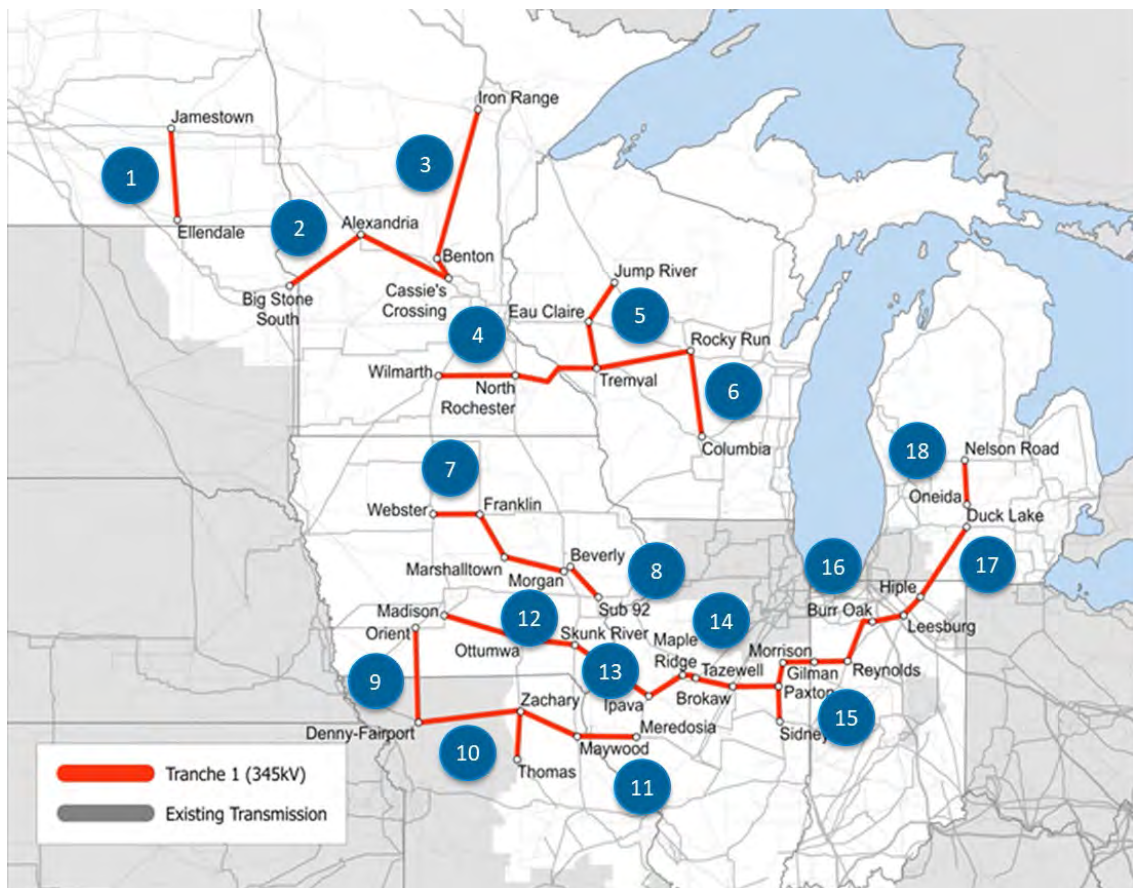 Iron Range
Jamestown
3
1
2
Alexandria
Ellendale
Benton
Big Stone
South
Cassie's
Crossing
Jump River
Eau Claire
5
4
Rocky Run
Wilmarth
North
Rochester
Tremval
6
Columbia
18
Nelson Road
7
Oneida
Webster
Franklin
Duck Lake
Marshalltown
Beverly
Morgan
8
16
17
Hiple
Sub 92
Madison
12
14
Burr Oak
Leesburg
Orient
Skunk River
Ottumwa
Maple
Ridge
Tazewell
Morrison
Gilman
Reynolds
13
9
Brokaw
Paxton
Ipava
Zachary
15
Denny-Fairport
Meredosia
Sidney
10
Maywood
Thomas
11
Tranche 1 (345kV)
Existing Transmission